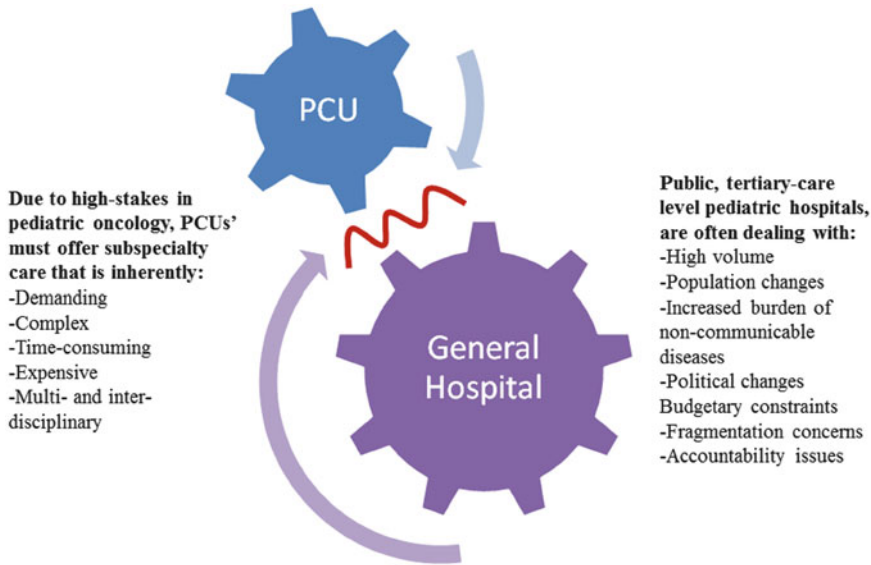 PCU
Due to high-stakes in
pediatric oncology, PCUs’
must offer subspecialty
care that is inherently:
-Demanding
-Complex
-Time-consuming
-Expensive
-Multi- and inter-
disciplinary
General
Hospital
Public, tertiary-care
level pediatric hospitals,
are often dealing with:
-High volume
-Population changes
-Increased burden of
non-communicable
diseases
-Political changes
Budgetary constraints
-Fragmentation concerns
-Accountability issues